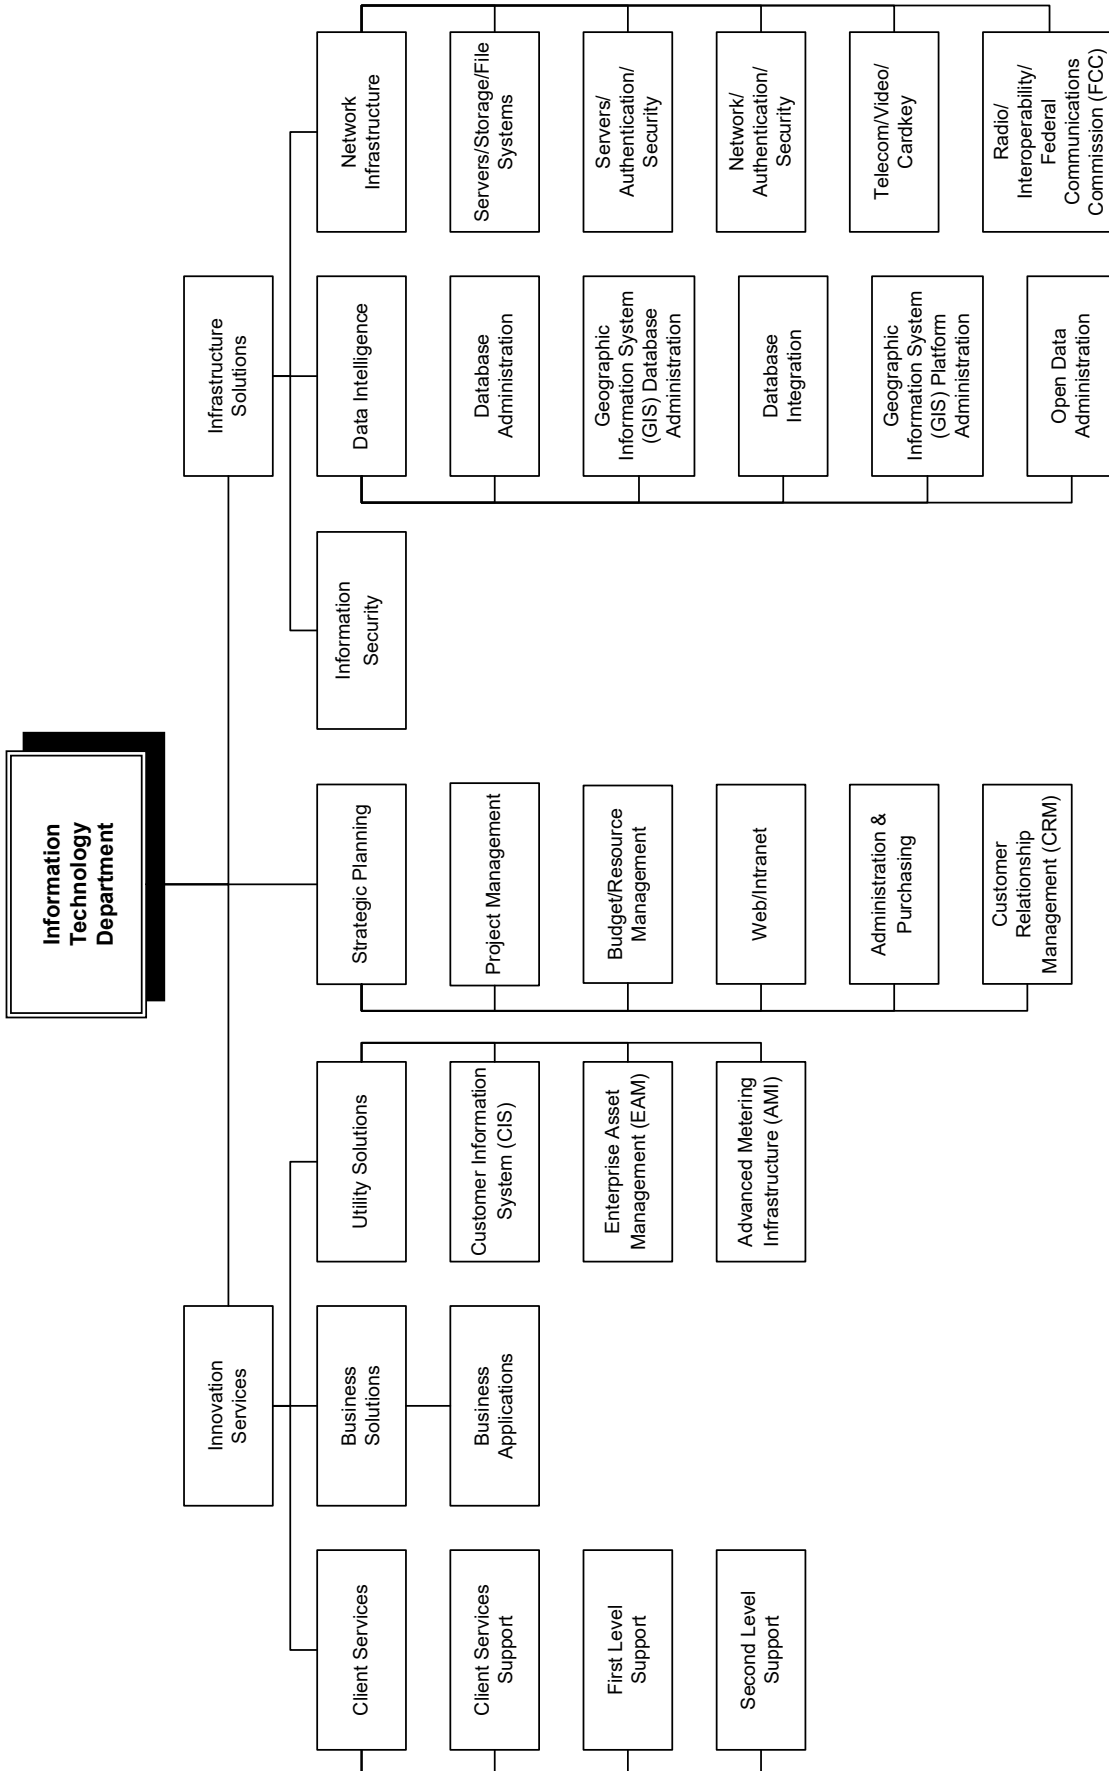 Information
Technology
Department
Innovation
Services
Infrastructure
Solutions
Client Services
Business
Solutions
Utility Solutions
Strategic Planning
Information
Security
Data Intelligence
Network
Infrastructure
Client Services
Support
First Level
Support
Second Level
Support
Business
Applications
Customer Information
System (CIS)
Enterprise Asset
Management (EAM)
Advanced Metering
Infrastructure (AMI)
Project Management
Budget/Resource
Management
Web/Intranet
Administration &
Purchasing
Customer
Relationship
Management (CRM)
Database
Administration
Geographic
Information System
(GIS) Database
Administration
Database
Integration
Geographic
Information System
(GIS) Platform
Administration
Open Data
Administration
Servers/Storage/File
Systems
Servers/
Authentication/
Security
Network/
Authentication/
Security
Telecom/Video/
Cardkey
Radio/
Interoperability/
Federal
Communications
Commission (FCC)